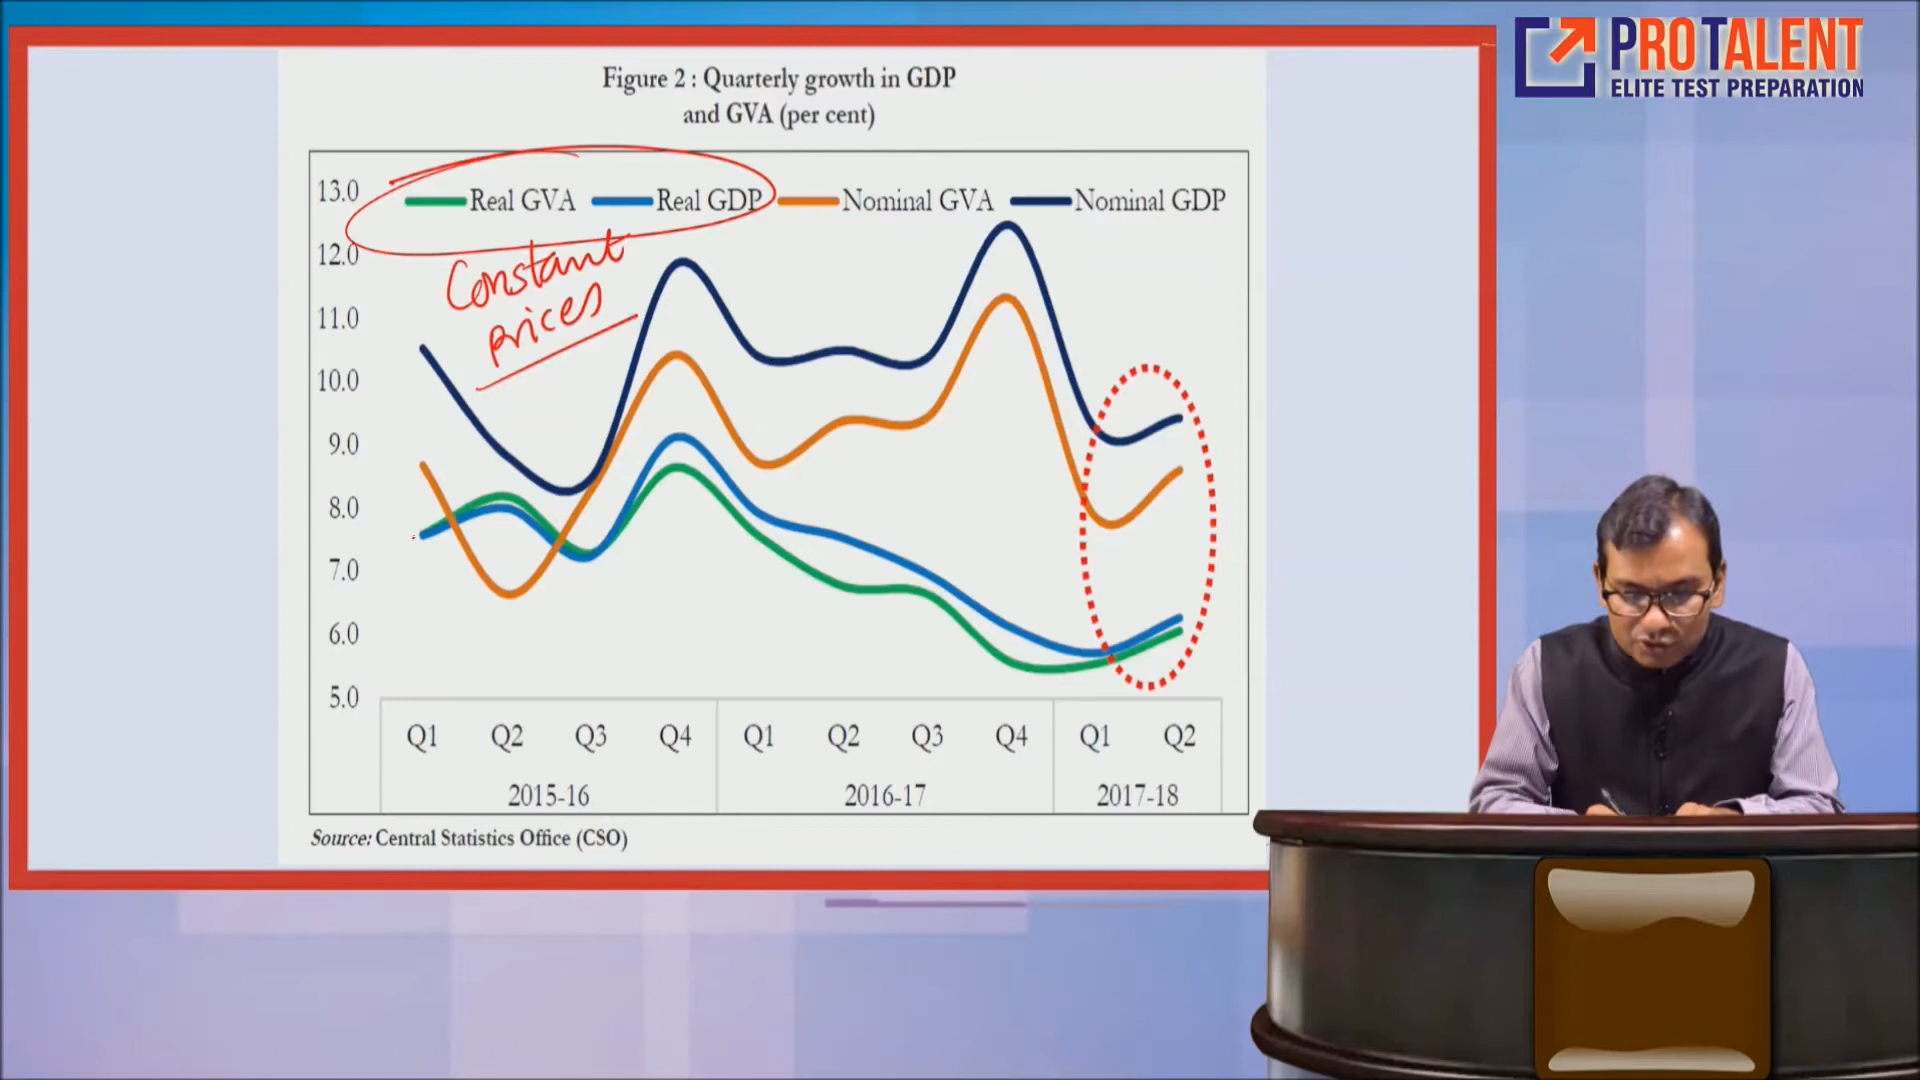 PROTALENT
ELITE TEST PREPARATION
Figure 2 : Quarterly growth in GDP
and GVA (per cent)
Real GVA Real GDP Nominal GVA Nominal GDP
Constant
prices
13.0
12.0
11.0
10.0
9.0
8.0
7.0
6.0
5.0
Q1 Q2 Q3 Q4 Q1 Q2 Q3 Q4 Q1 Q2
2015-16 2016-17 2017-18
Source: Central Statistics Office (CSO)